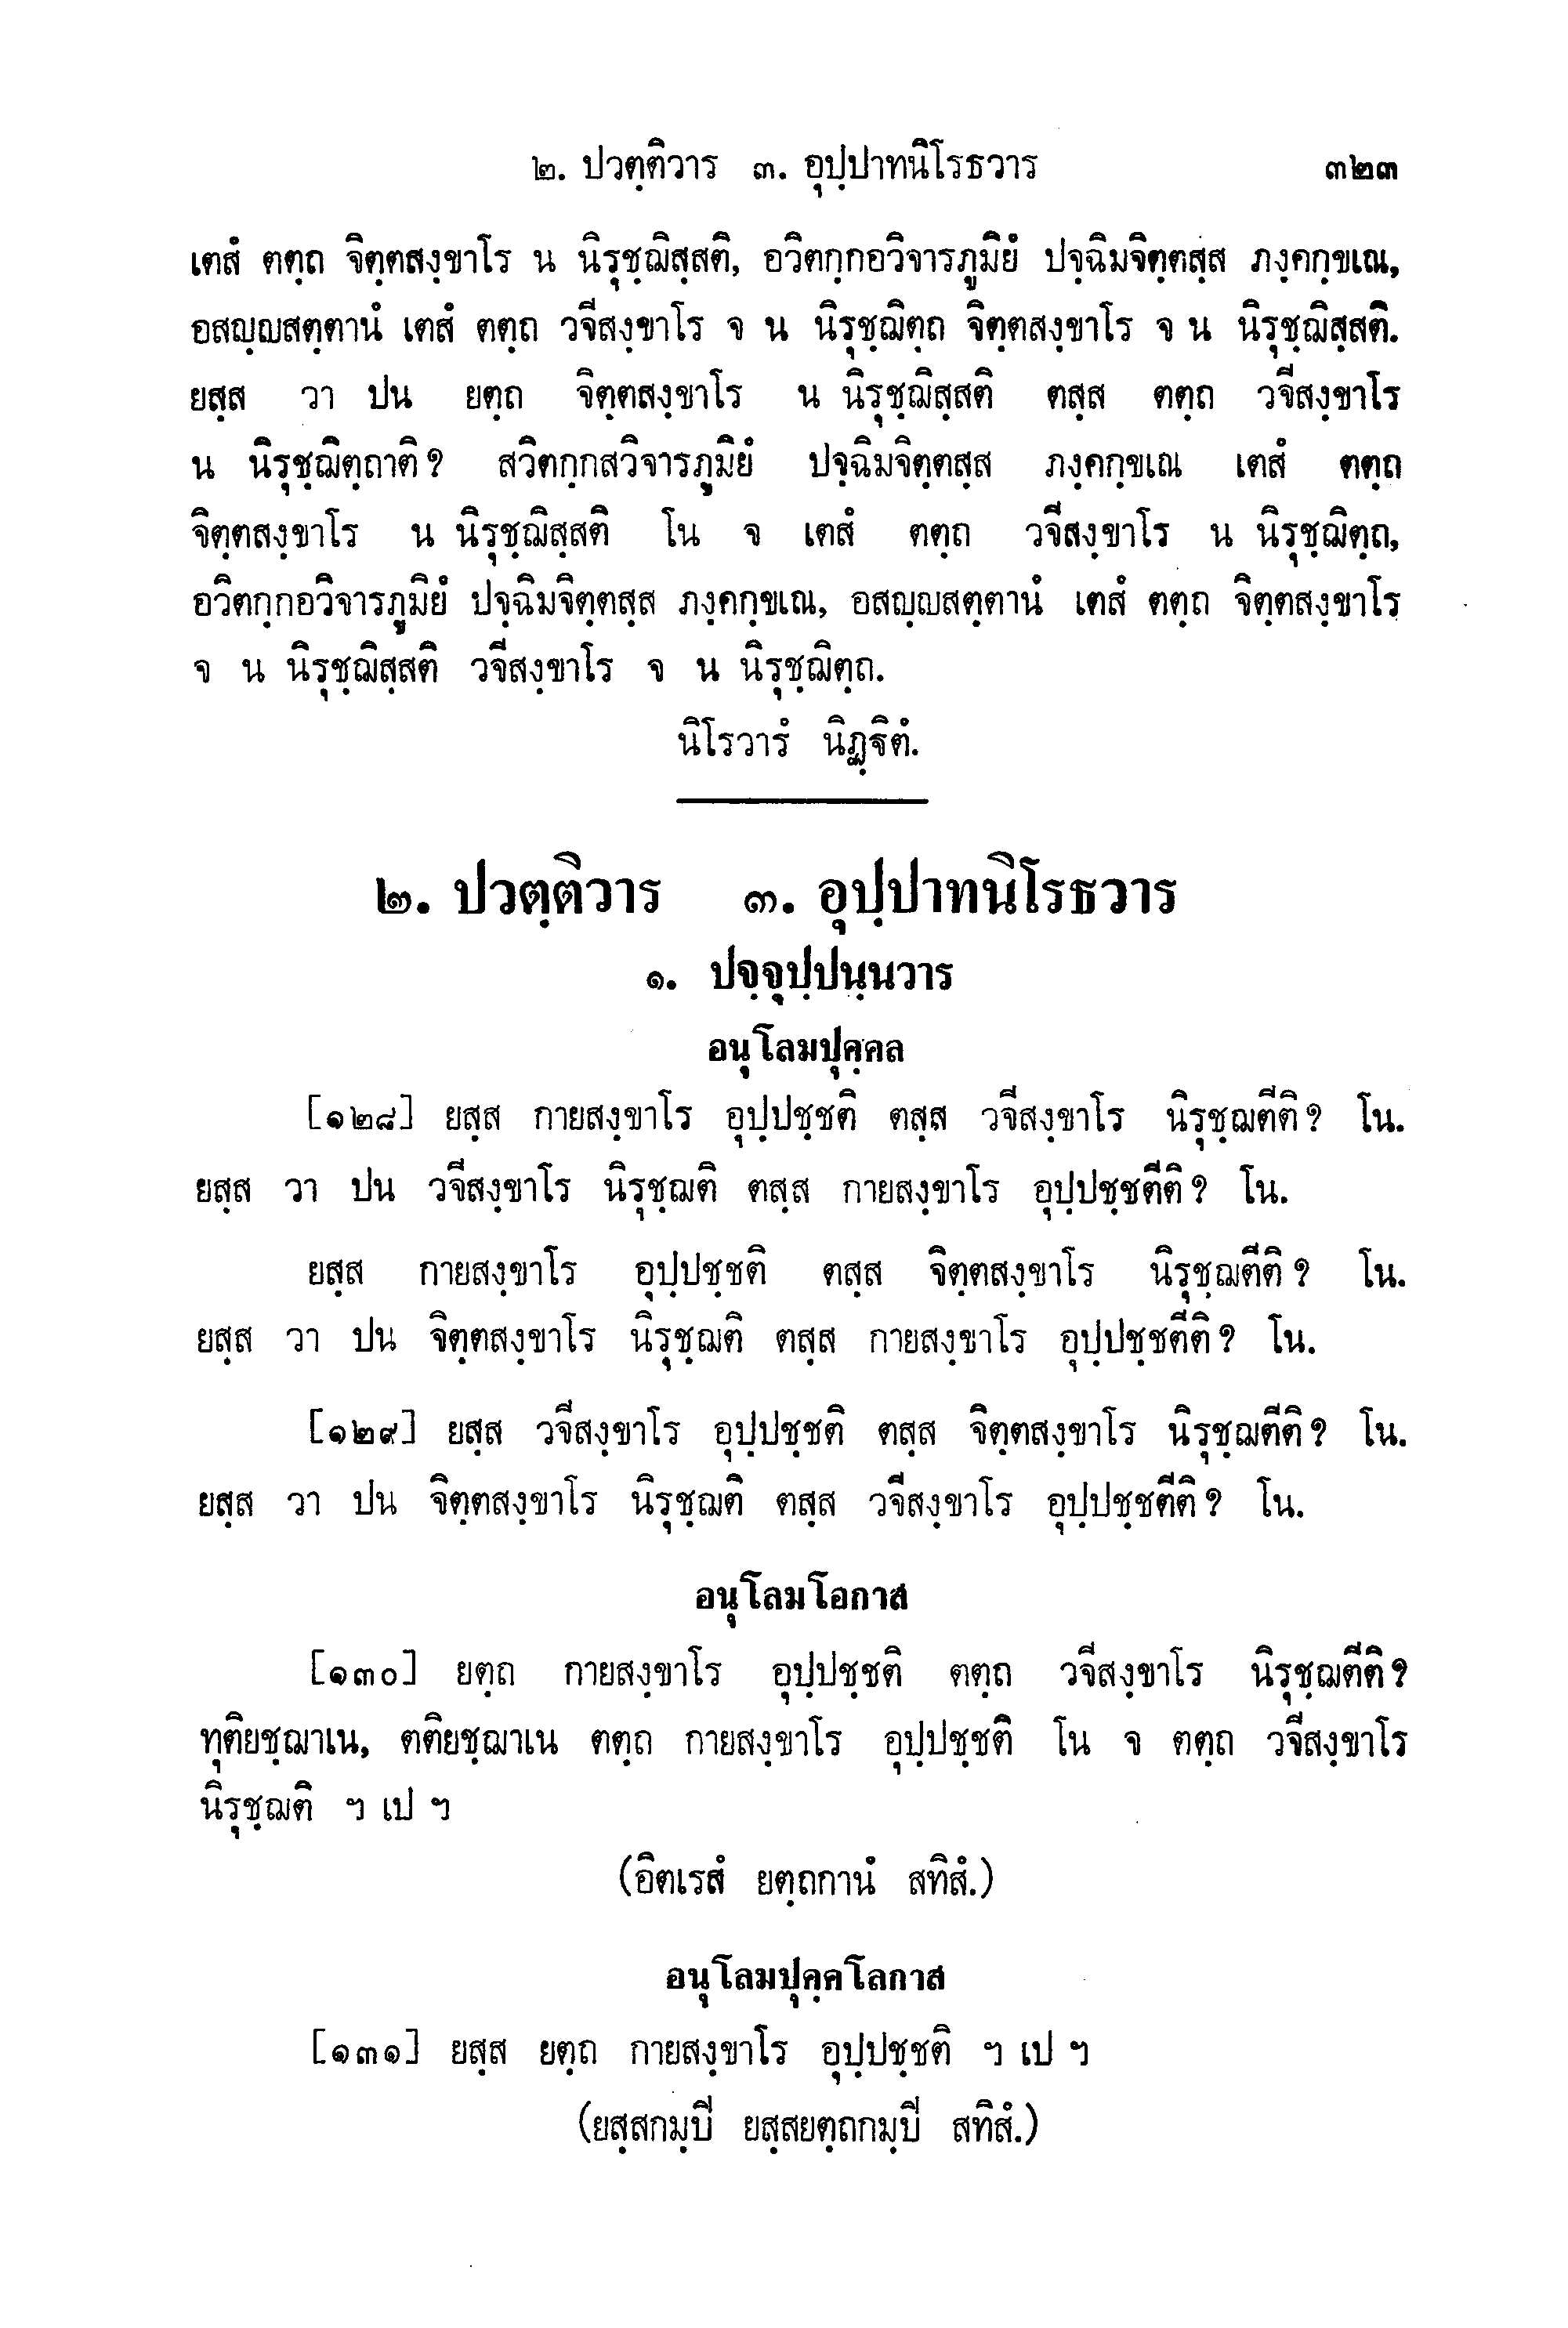 ๒. ปวตฺติวาร ๓. อุปฺปาทนิโรธวาร ๓๒๓
เตสํ ตตฺถ จิตฺตสงฺขาโร น นิรุชฺฌิสฺสติ, อวิตกฺกอวิจารภูมิยํ ปจฺฉิมจิตฺตสฺส ภงฺคกฺขเณ,
อสญฺญสตฺตานํ เตสํ ตตฺถ วจีสงฺขาโร จ น นิรุชฺฌิตฺถ จิตฺตสงฺขาโร จ น นิรุชฺฌิสฺสติ.
ยสฺส วา ปน ยตฺถ จิตฺตสงฺขาโร น นิรุชฺฌิสฺสติ ตสฺส ตตฺถ วจีสงฺขาโร
น นิรุชฺฌิตฺถาติ? สวิตกฺกสวิจารภูมิยํ ปจฺฉิมจิตฺตสฺส ภงฺคกฺขเณ เตสํ ตตฺถ
จิตฺตสงฺขาโร น นิรุชฺฌิสฺสติ โน จ เตสํ ตตฺถ วจีสงฺขาโร น นิรุชฺฌิตฺถ,
อวิตกฺกอวิจารภูมิยํ ปจฺฉิมจิตฺตสฺส ภงฺคกฺขเณ, อสญฺญสตฺตานํ เตสํ ตตฺถ จิตฺตสงฺขาโร
จ น นิรุชฺฌิสฺสติ วจีสงฺขาโร จ น นิรุชฺฌิตฺถ.
นิโรวารํ นิฏฺฐิตํ.
๒. ปวตฺติวาร ๓. อุปฺปาทนิโรธวาร
๑. ปจฺจุปฺปนฺนวาร
อนุโลมปุคฺคล
[๑๒๘] ยสฺส กายสงฺขาโร อุปฺปชฺชติ ตสฺส วจีสงฺขาโร นิรุชฺฌตีติ? โน.
ยสฺส วา ปน วจีสงฺขาโร นิรุชฺฌติ ตสฺส กายสงฺขาโร อุปฺปชฺชตีติ? โน.
ยสฺส กายสงฺขาโร อุปฺปชฺชติ ตสฺส จิตฺตสงฺขาโร นิรุชฺฌตีติ? โน.
ยสฺส วา ปน จิตฺตสงฺขาโร นิรุชฺฌติ ตสฺส กายสงฺขาโร อุปฺปชฺชตีติ? โน.
[๑๒๙] ยสฺส วจีสงฺขาโร อุปฺปชฺชติ ตสฺส จิตฺตสงฺขาโร นิรุชฺฌตีติ? โน.
ยสฺส วา ปน จิตฺตสงฺขาโร นิรุชฺฌติ ตสฺส วจีสงฺขาโร อุปฺปชฺชตีติ? โน.
อนุโลมโอกาส
[๑๓๐] ยตฺถ กายสงฺขาโร อุปฺปชฺชติ ตตฺถ วจีสงฺขาโร นิรุชฺฌตีติ?
ทุติยชฺฌาเน, ตติยชฺฌาเน ตตฺถ กายสงฺขาโร อุปฺปชฺชติ โน จ ตตฺถ วจีสงฺขาโร
นิรุชฺฌติ ฯ เป ฯ
(อิตเรสํ ยตฺถกานํ สทิสํ.)
อนุโลมปุคฺคโลกาส
[๑๓๑] ยสฺส ยตฺถ กายสงฺขาโร อุปฺปชฺชติ ฯ เป ฯ
(ยสฺสกมฺปี ยสฺสยตฺถกมฺปี สทิสํ.)